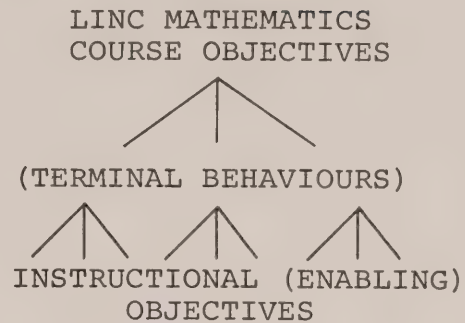 LINC MATHEMATICS
COURSE OBJECTIVES
(TERMINAL BEHAVIOURS)
INSTRUCTIONAL (ENABLING)
OBJECTIVES